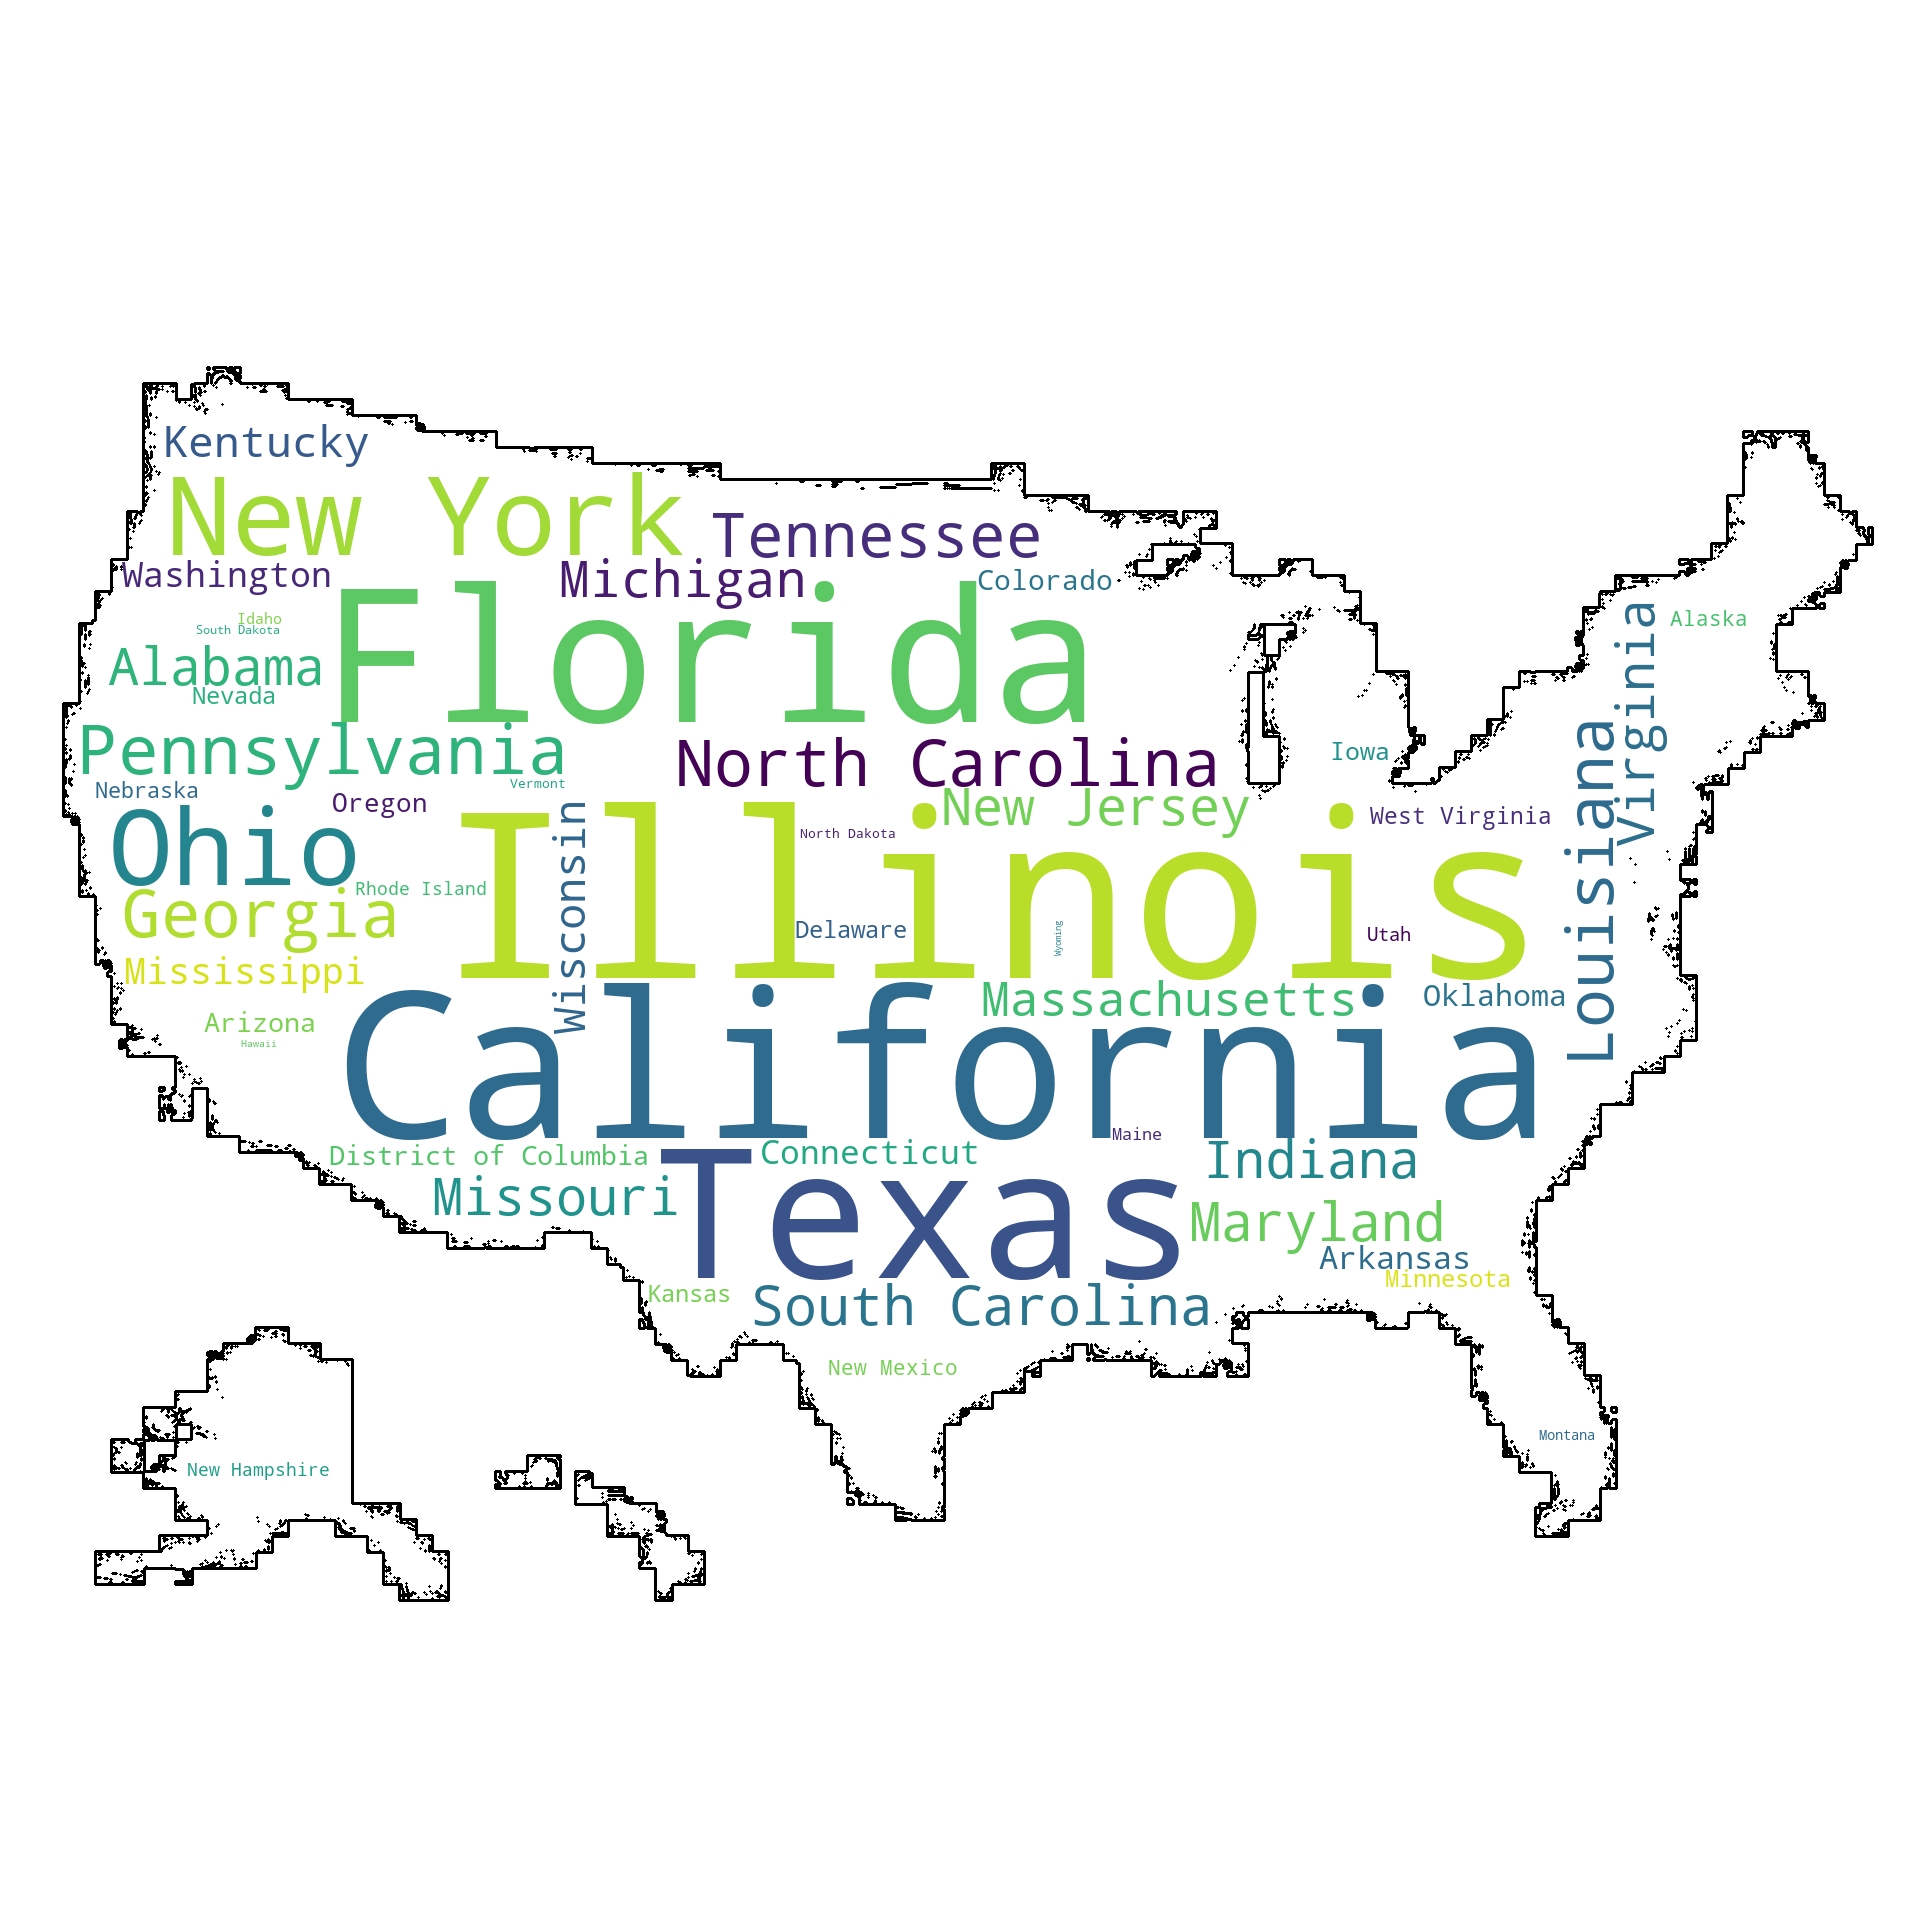 Kentucky
New York
Tennessee
Washington
Michigan
Colorado
Idaho
South Dakota
Florida
Alaska
Alabama
Nevada
Virginia
Pennsylvania
North Carolina
Iowa
Nebraska
Vermont
Oregon
New Jersey
West Virginia
North Dakota
Ohio
Illinois
Rhode Island
Wisconsin
Louisiana
Georgia
Delaware
Wyoming
Utah
Mississippi
Massachusetts
Oklahoma
Arizona
Hawaii
California
Maine
District of Columbia
Connecticut
Indiana
Missouri
Texas
Maryland
Arkansas
Minnesota
Kansas
South Carolina
New Mexico
Montana
New Hampshire